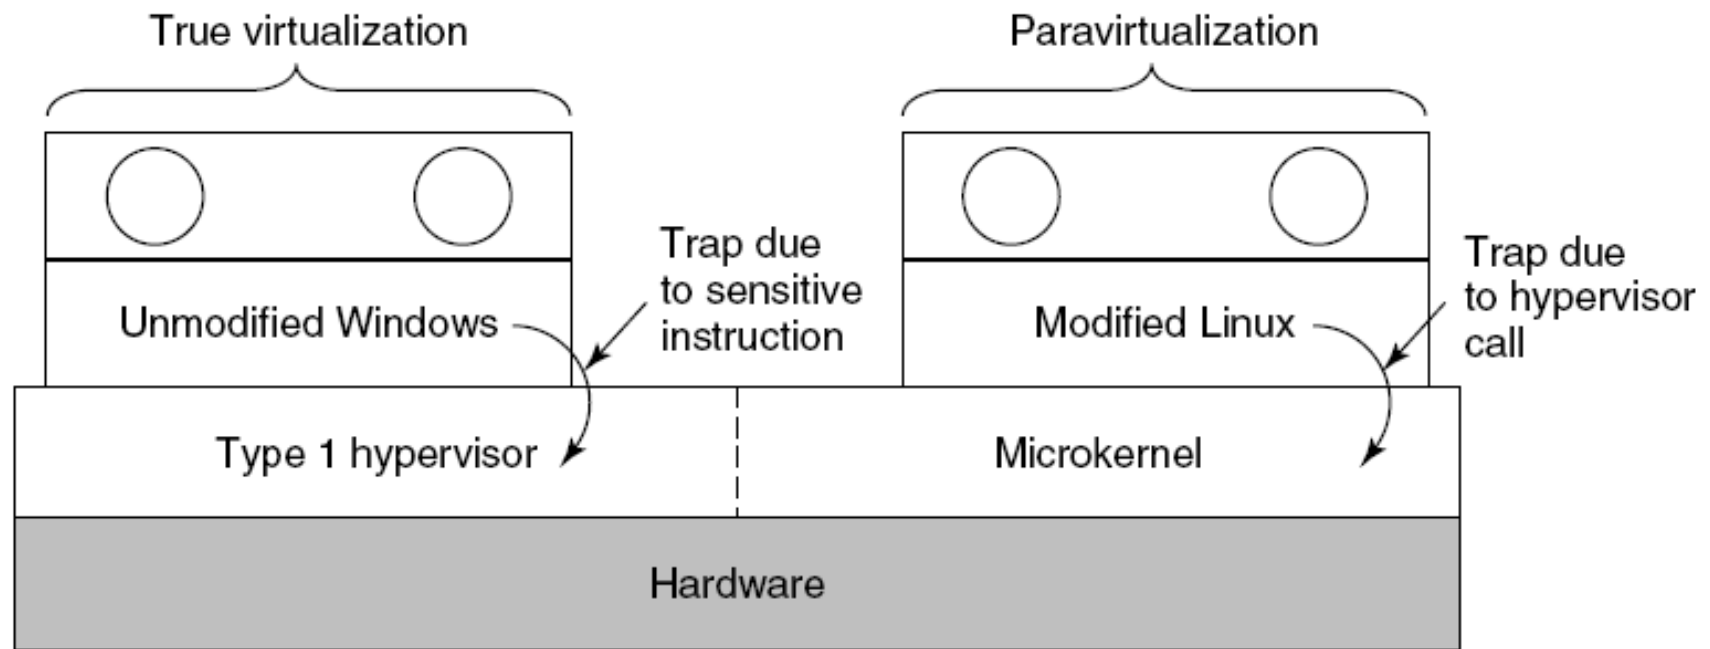 True virtualization
Paravirtualization
Trap due
to sensitive
instruction
Trap due
to hypervisor
call
Unmodified Windows
Modified Linux
Type 1 hypervisor
Microkernel
Hardware